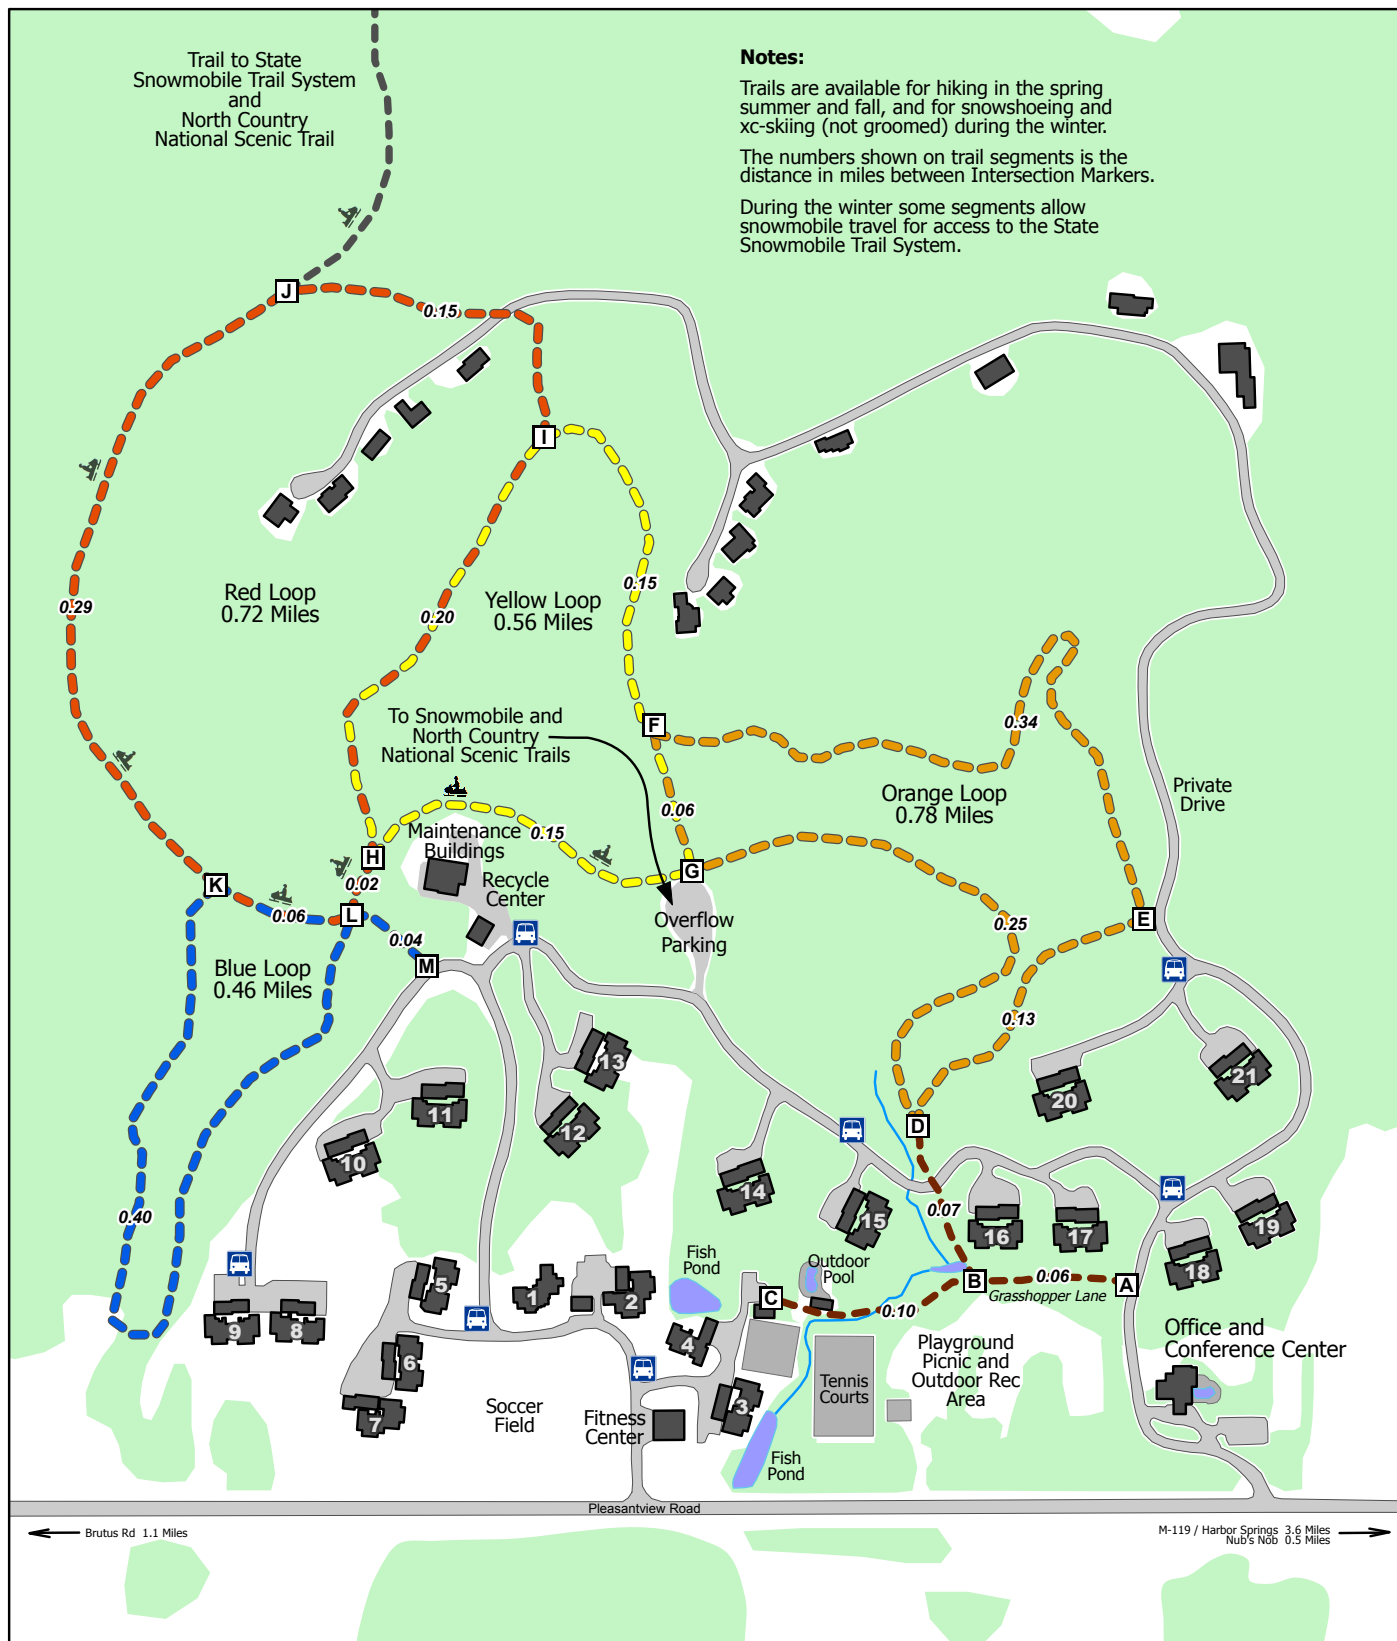 Trail to State
Snowmobile Trail System
and
North Country
National Scenic Trail
Notes:
Trails are available for hiking in the spring
summer and fall, and for snowshoeing and
xc-skiing (not groomed) during the winter.
The numbers shown on trail segments is the
distance in miles between Intersection Markers.
During the winter some segments allow
snowmobile travel for access to the State
Snowmobile Trail System.
J
0.15
I
0.15
Red Loop
0.72 Miles
0.29
0.20
Yellow Loop
0.56 Miles
To Snowmobile and
North Country
National Scenic Trails
F
0.34
Orange Loop
0.78 Miles
Private
Drive
0.06
Maintenance
Buildings
0.15
H
0.02
G
K
0.06
L
Recycle
Center
Overflow
Parking
0.25
E
0.04
M
Blue Loop
0.46 Miles
0.13
13
12
11
10
20
21
D
14
15
0.07
16
17
19
18
0.40
Fish
Pond
Outdoor
Pool
B
0.06
A
Grasshopper Lane
C
0.10
5
1
2
9
8
4
6
7
3
Soccer
Field
Fitness
Center
Tennis
Courts
Playground
Picnic and
Outdoor Rec
Area
Office and
Conference Center
Fish
Pond
Pleasantview Road
Brutus Rd 1.1 Miles
M-119 / Harbor Springs 3.6 Miles
Nub's Nob 0.5 Miles